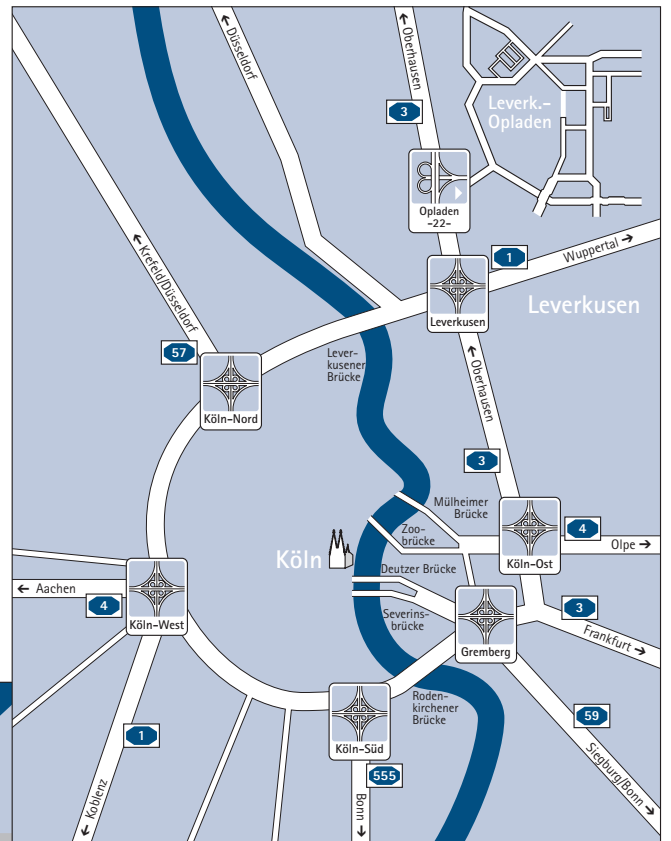 ← Düsseldorf
← Oberhausen
3
Leverk.-
Opladen
Opladen
-22-
1
Wuppertal →
← Krefeld/Düsseldorf
Leverkusen
Leverkusen
57
Lever-
kusener
Brücke
← Oberhausen
Köln-Nord
3
Mülheimer
Brücke
4
Zoo-
brücke
Olpe →
Köln
Köln-Ost
Deutzer Brücke
← Aachen
4
3
Köln-West
Severins-
brücke
Gremberg
Frankfurt →
Roden-
kirchener
Brücke
59
1
Köln-Süd
555
Siegburg/Bonn →
← Koblenz
Bonn →